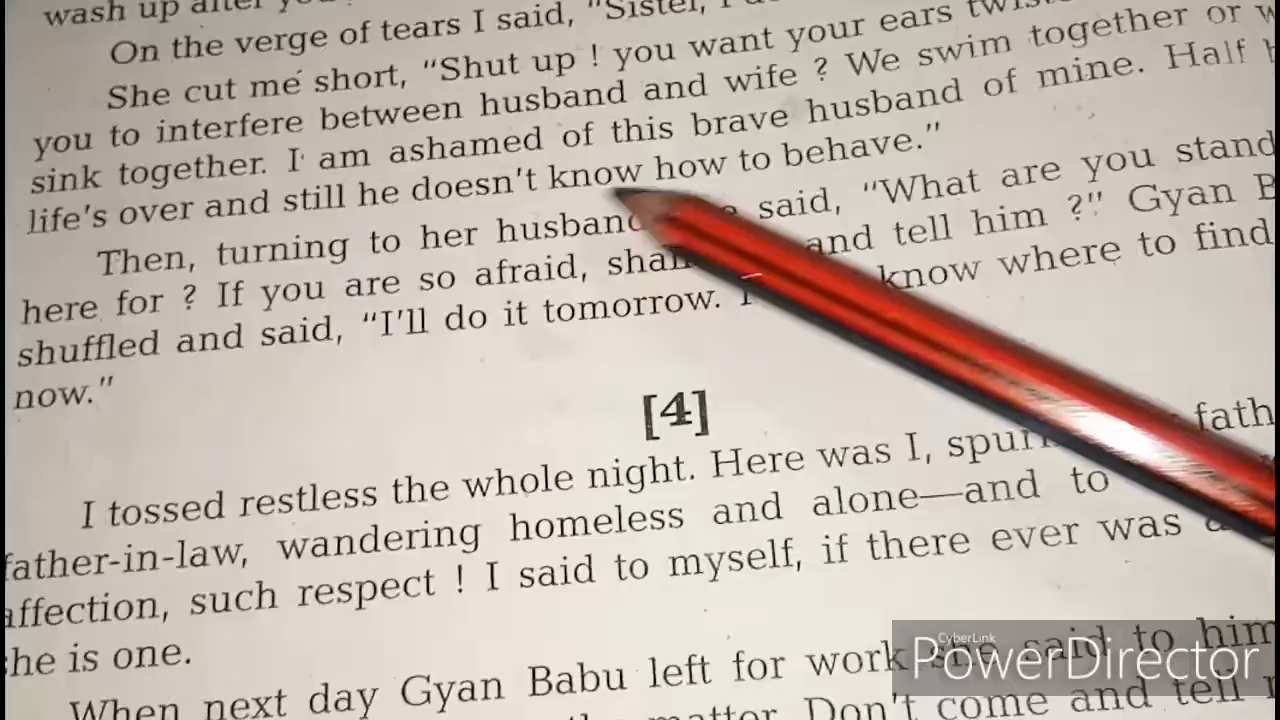 wash up after
On the verge of tears I said, "Sister, I
She cut me short, "Shut up ! you want your ears
you to interfere between husband and wife ? We swim together or
sink together. I am ashamed of this brave husband of mine. Half
life's over and still he doesn't know how to behave."
Then, turning to her husband said, "What are you stand
here for ? If you are so afraid, shall and tell him ?" Gyan
shuffled and said, "I'll do it tomorrow. I know where to find
now."
[4]
I tossed restless the whole night. Here was I, fath
father-in-law, wandering homeless and alone—and to
affection, such respect ! I said to myself, if there ever was a
she is one.
When next day Gyan Babu left for work she said to him
the matter. Don't come and tell
CyberLink
PowerDirector